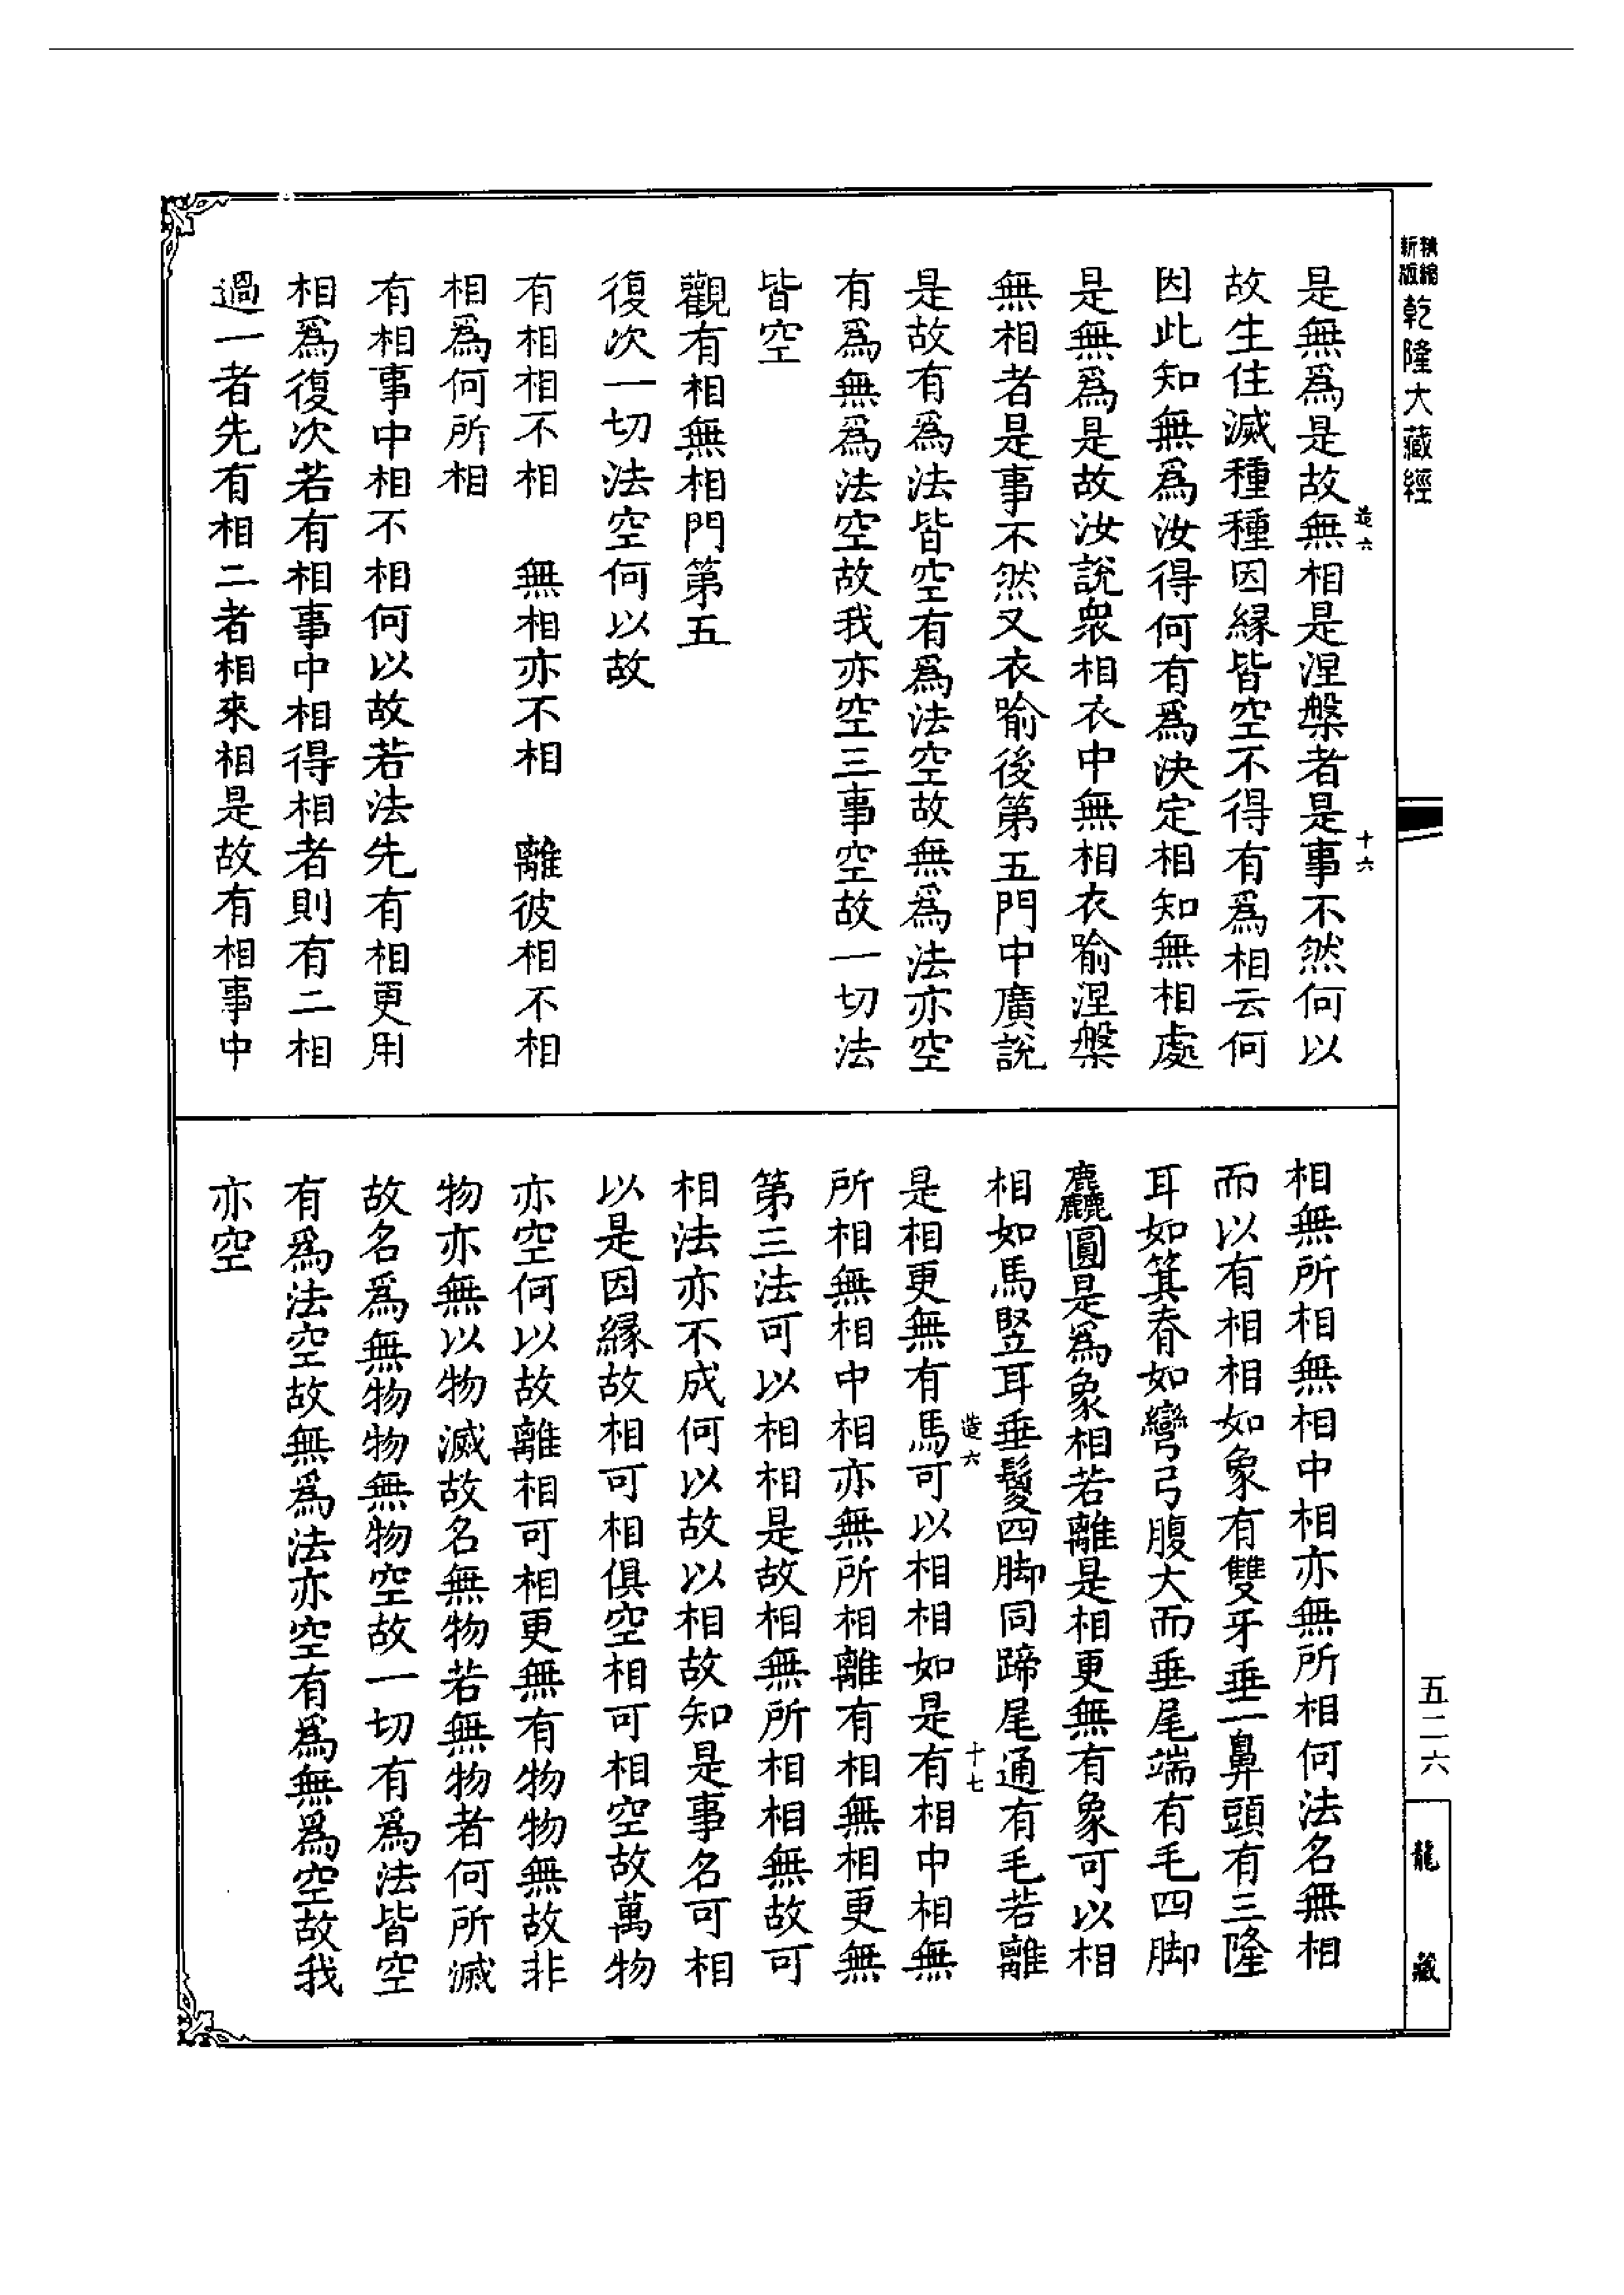 精縮新版乾隆大藏經
造六 十六
是無爲是故無相是涅槃者是事不然何以
故生住滅種種因緣皆空不得有爲相云何
因此知無爲汝得何有爲決定相知無相處
是無爲是故汝說衆相衣中無相衣喻涅槃
無相者是事不然又衣喻後第五門中廣說
是故有爲法皆空有爲法空故無爲法亦空
有爲無爲法空故我亦空三事空故一切法
皆空
觀有相無相門第五
復次一切法空何以故
有相相不相　無相亦不相　離彼相不相
相爲何所相
有相事中相不相何以故若法先有相更用
相爲復次若有相事中相得相者則有二相
過一者先有相二者相來相是故有相事中
相無所相無相中相亦無所相何法名無相
而以有相相如象有雙牙垂一鼻頭有三隆
耳如箕脊如彎弓腹大而垂尾端有毛四脚
麤圓是爲象相若離是相更無有象可以相
相如馬竪耳垂鬉四脚同蹄尾通有毛若離
造六 十七
是相更無有馬可以相相如是有相中相無
所相無相中相亦無所相離有相無相更無
第三法可以相相是故相無所相相無故可
相法亦不成何以故以相故知是事名可相
以是因緣故相可相俱空相可相空故萬物
亦空何以故離相可相更無有物物無故非
物亦無以物滅故名無物若無物者何所滅
故名爲無物物無物空故一切有爲法皆空
有爲法空故無爲法亦空有爲無爲空故我
亦空
五二六
龍藏